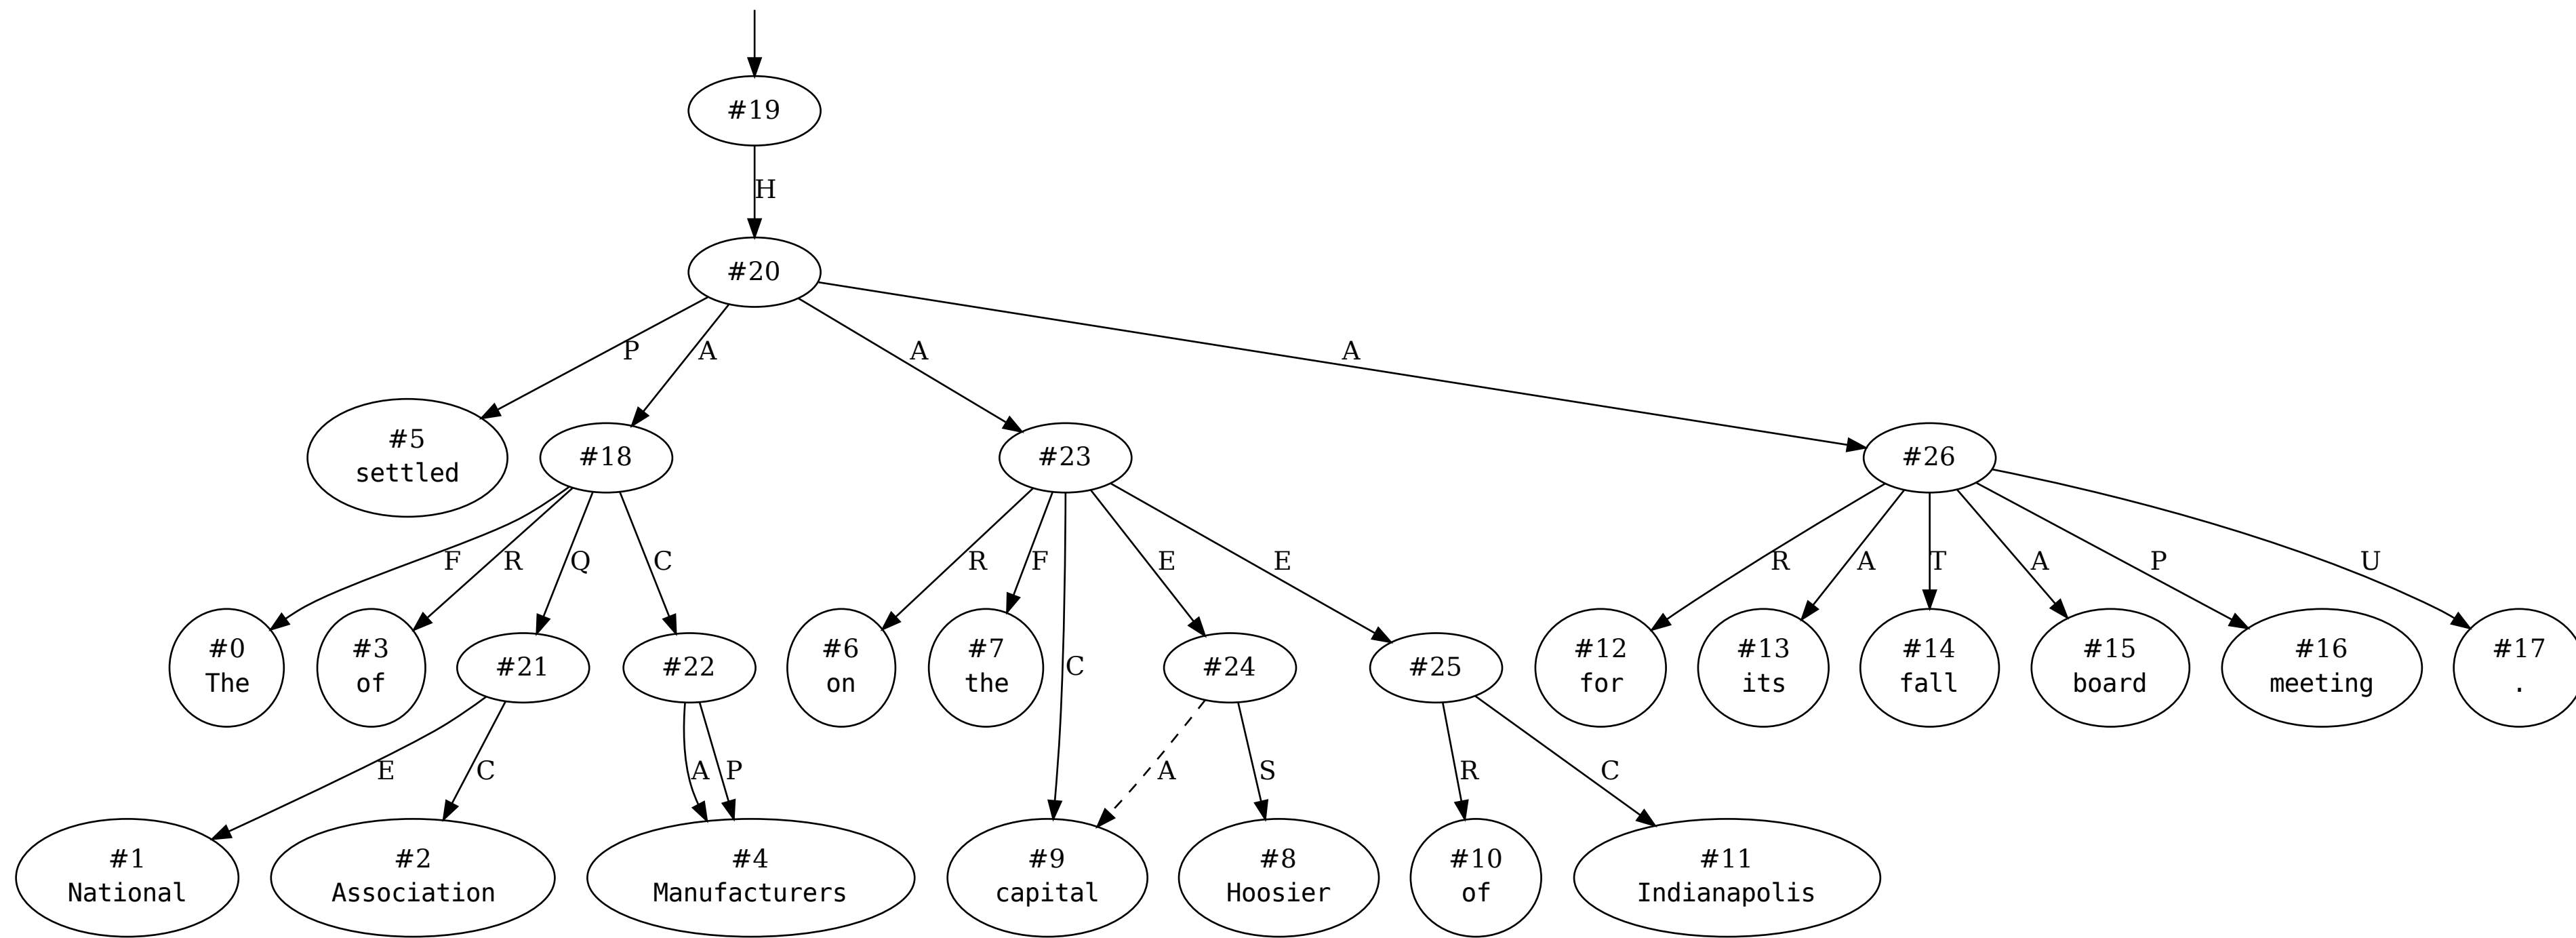 #19
H
#20
P A A A
#5
settled
#18
#23
#26
F R Q C R F C E E R A T A P U
#0
The
#3
of
#21
#22
#6
on
#7
the
#24
#25
#12
for
#13
its
#14
fall
#15
board
#16
meeting
#17
.
E C A P A S R C
#1
National
#2
Association
#4
Manufacturers
#9
capital
#8
Hoosier
#10
of
#11
Indianapolis